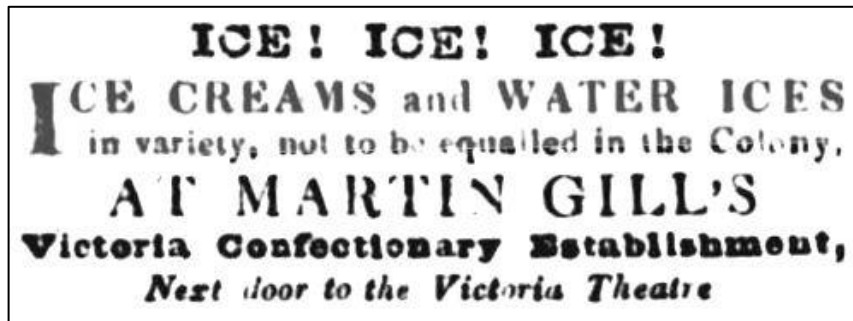 ICE! ICE! ICE!
ICE CREAMS and WATER ICES
in variety, not to be equalled in the Colony,
AT MARTIN GILL'S
Victoria Confectionary Establishment,
Next door to the Victoria Theatre